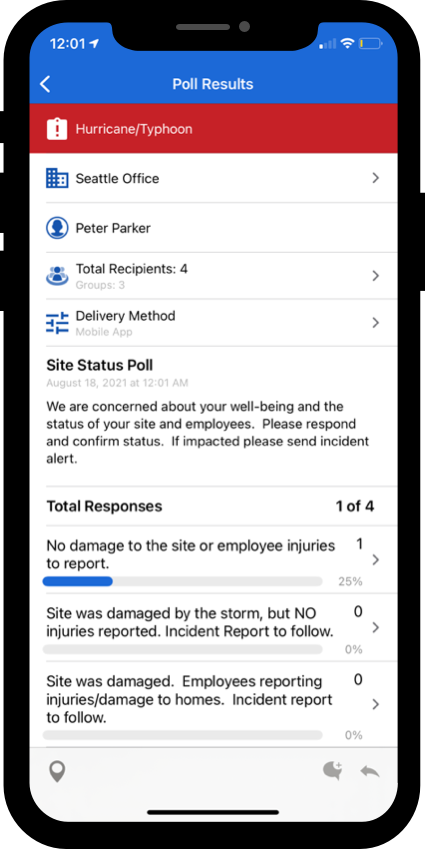 12:01
Poll Results
Hurricane/Typhoon
Seattle Office
Peter Parker
Total Recipients: 4
Groups: 3
Delivery Method
Mobile App
Site Status Poll
August 18, 2021 at 12:01 AM
We are concerned about your well-being and the
status of your site and employees.  Please respond
and confirm status.  If impacted please send incident
alert.
Total Responses 1 of 4
No damage to the site or employee injuries 1
to report.
25%
Site was damaged by the storm, but NO 0
injuries reported. Incident Report to follow.
0%
Site was damaged.  Employees reporting 0
injuries/damage to homes.  Incident report
to follow.
0%